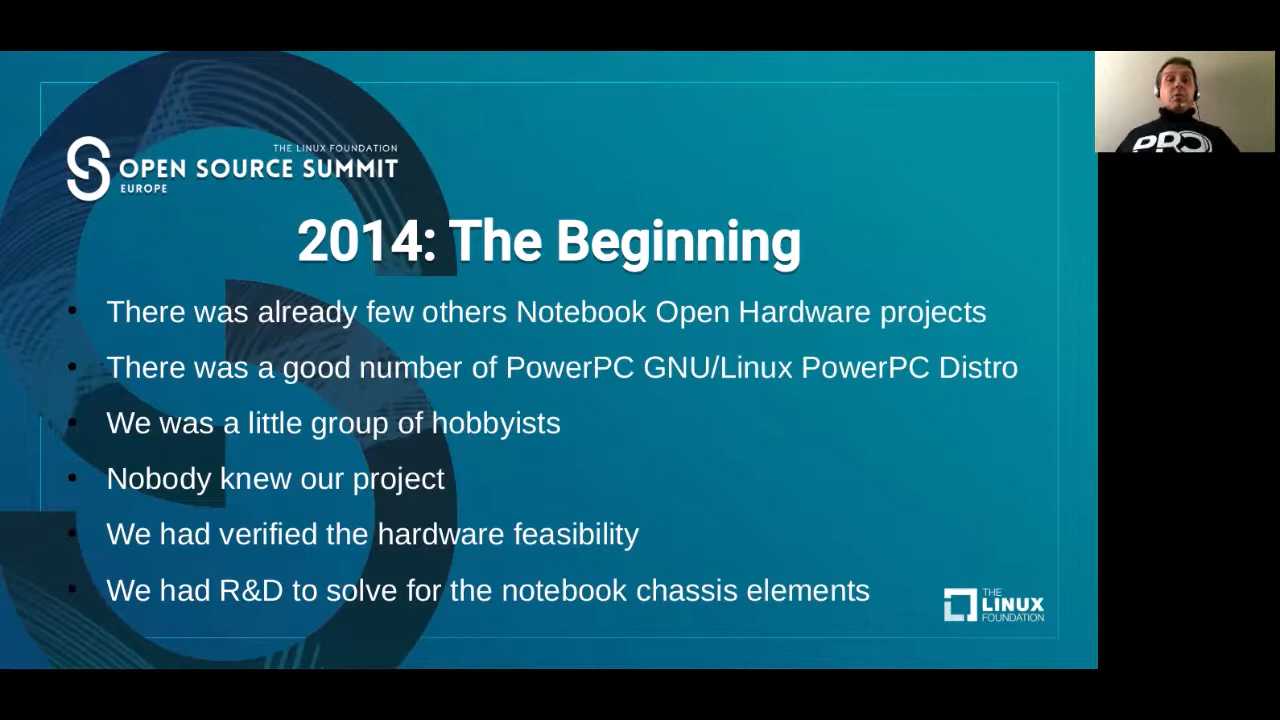 THE LINUX FOUNDATION
OPEN SOURCE SUMMIT
EUROPE
2014: The Beginning
There was already few others Notebook Open Hardware projects
There was a good number of PowerPC GNU/Linux PowerPC Distro
We was a little group of hobbyists
Nobody knew our project
We had verified the hardware feasibility
We had R&D to solve for the notebook chassis elements
THE
LINUX
FOUNDATION
PRO